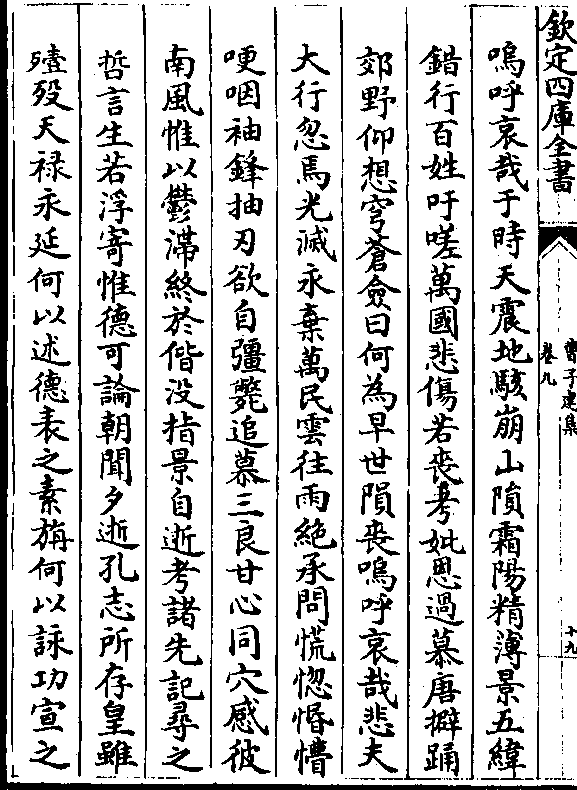 欽定四庫全書
曹子建集
卷九
十九
嗚呼哀哉于時天震地駭崩山隕霜陽精薄景五緯
錯行百姓吁嗟萬國悲傷若喪考妣恩過慕唐擗踊
郊野仰想穹蒼僉曰何為早世隕喪嗚呼哀哉悲夫
大行忽焉光滅永棄萬民雲往雨絶承問慌惚惛懵
哽咽袖鋒抽刃欲自彊斃追慕三良甘心同穴感彼
南風惟以鬱滯終於偕没指景自逝考諸先記尋之
哲言生若浮寄惟德可論朝聞夕逝孔志所存皇雖
殪殁天禄永延何以述德表之素旃何以詠功宣之